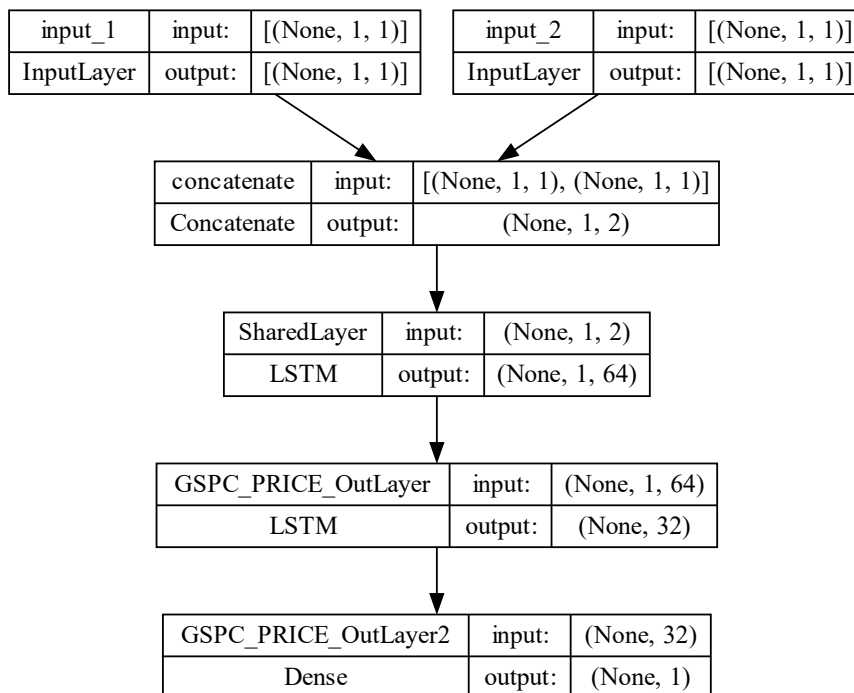 input_1 input: [(None, 1, 1)] input_2 input: [(None, 1, 1)]
InputLayer output: [(None, 1, 1)] InputLayer output: [(None, 1, 1)]
concatenate input: [(None, 1, 1), (None, 1, 1)]
Concatenate output: (None, 1, 2)
SharedLayer input: (None, 1, 2)
LSTM output: (None, 1, 64)
GSPC_PRICE_OutLayer input: (None, 1, 64)
LSTM output: (None, 32)
GSPC_PRICE_OutLayer2 input: (None, 32)
Dense output: (None, 1)